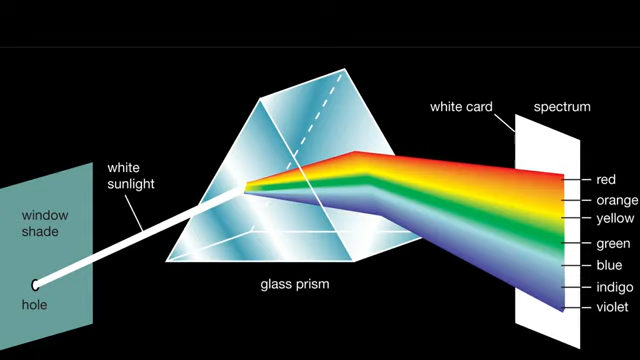 white card
spectrum
white
sunlight
red
orange
yellow
window
shade
green
blue
glass prism
indigo
hole
violet